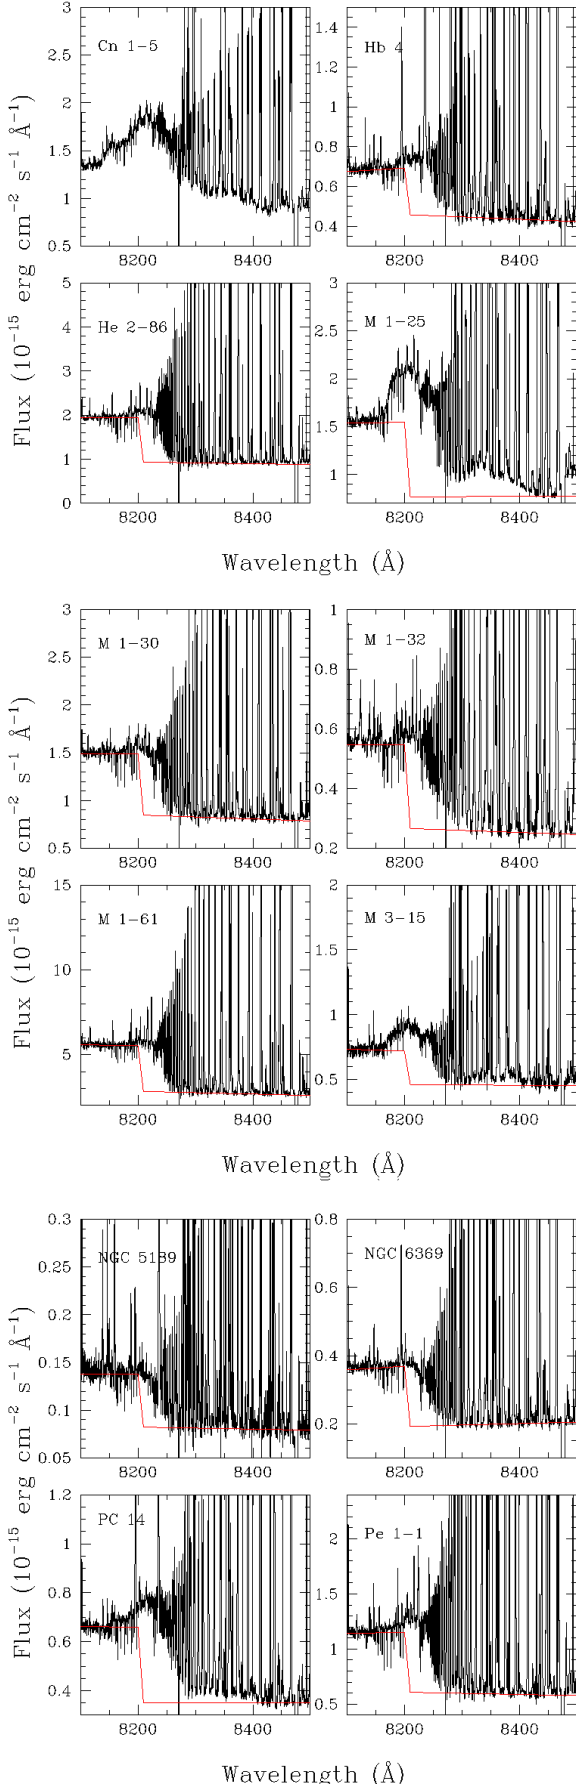 Cn 1−5
Hb 4
3
2.5
2
1.5
1
0.5
1.4
1.2
1
0.8
0.6
0.4
8200 8400 8200 8400
He 2−86
M 1−25
5
4
3
2
1
0
3
2.5
2
1.5
1
8200 8400 8200 8400
Flux (10−15 erg cm−2 s−1 Å−1)
Wavelength (Å)
M 1−30
M 1−32
3
2.5
2
1.5
1
0.5
1
0.8
0.6
0.4
0.2
8200 8400 8200 8400
M 1−61
M 3−15
15
10
5
2
1.5
1
0.5
8200 8400 8200 8400
Flux (10−15 erg cm−2 s−1 Å−1)
Wavelength (Å)
NGC 5189
NGC 6369
0.3
0.25
0.2
0.15
0.1
0.05
0.8
0.6
0.4
0.2
8200 8400 8200 8400
PC 14
Pe 1−1
1.2
1
0.8
0.6
0.4
2
1.5
1
0.5
8200 8400 8200 8400
Flux (10−15 erg cm−2 s−1 Å−1)
Wavelength (Å)